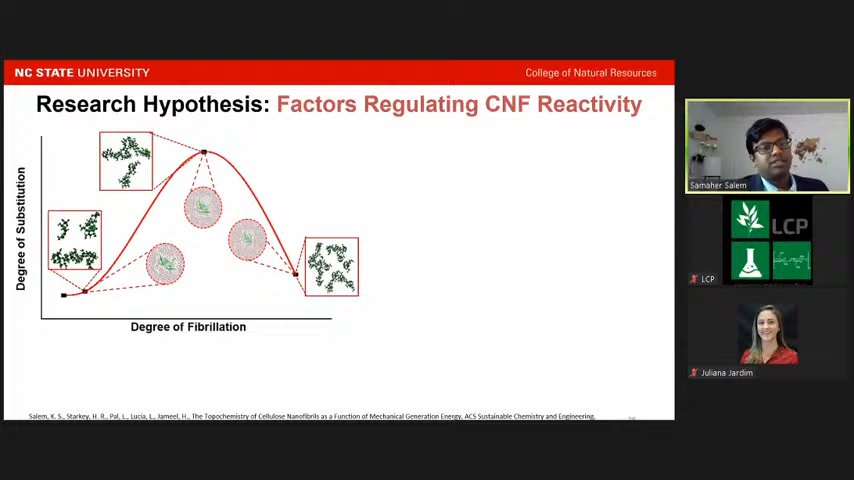 NC STATE UNIVERSITY
College of Natural Resources
Research Hypothesis: Factors Regulating CNF Reactivity
Degree of Substitution
Degree of Fibrillation
Salem, K. S., Starkey, H. R., Pal, L., Lucia, L., Jameel, H., The Topochemistry of Cellulose Nanofibrils as a Function of Mechanical Generation Energy, ACS Sustainable Chemistry and Engineering.
Samaher Salem
LCP
LCP
Juliana Jardim